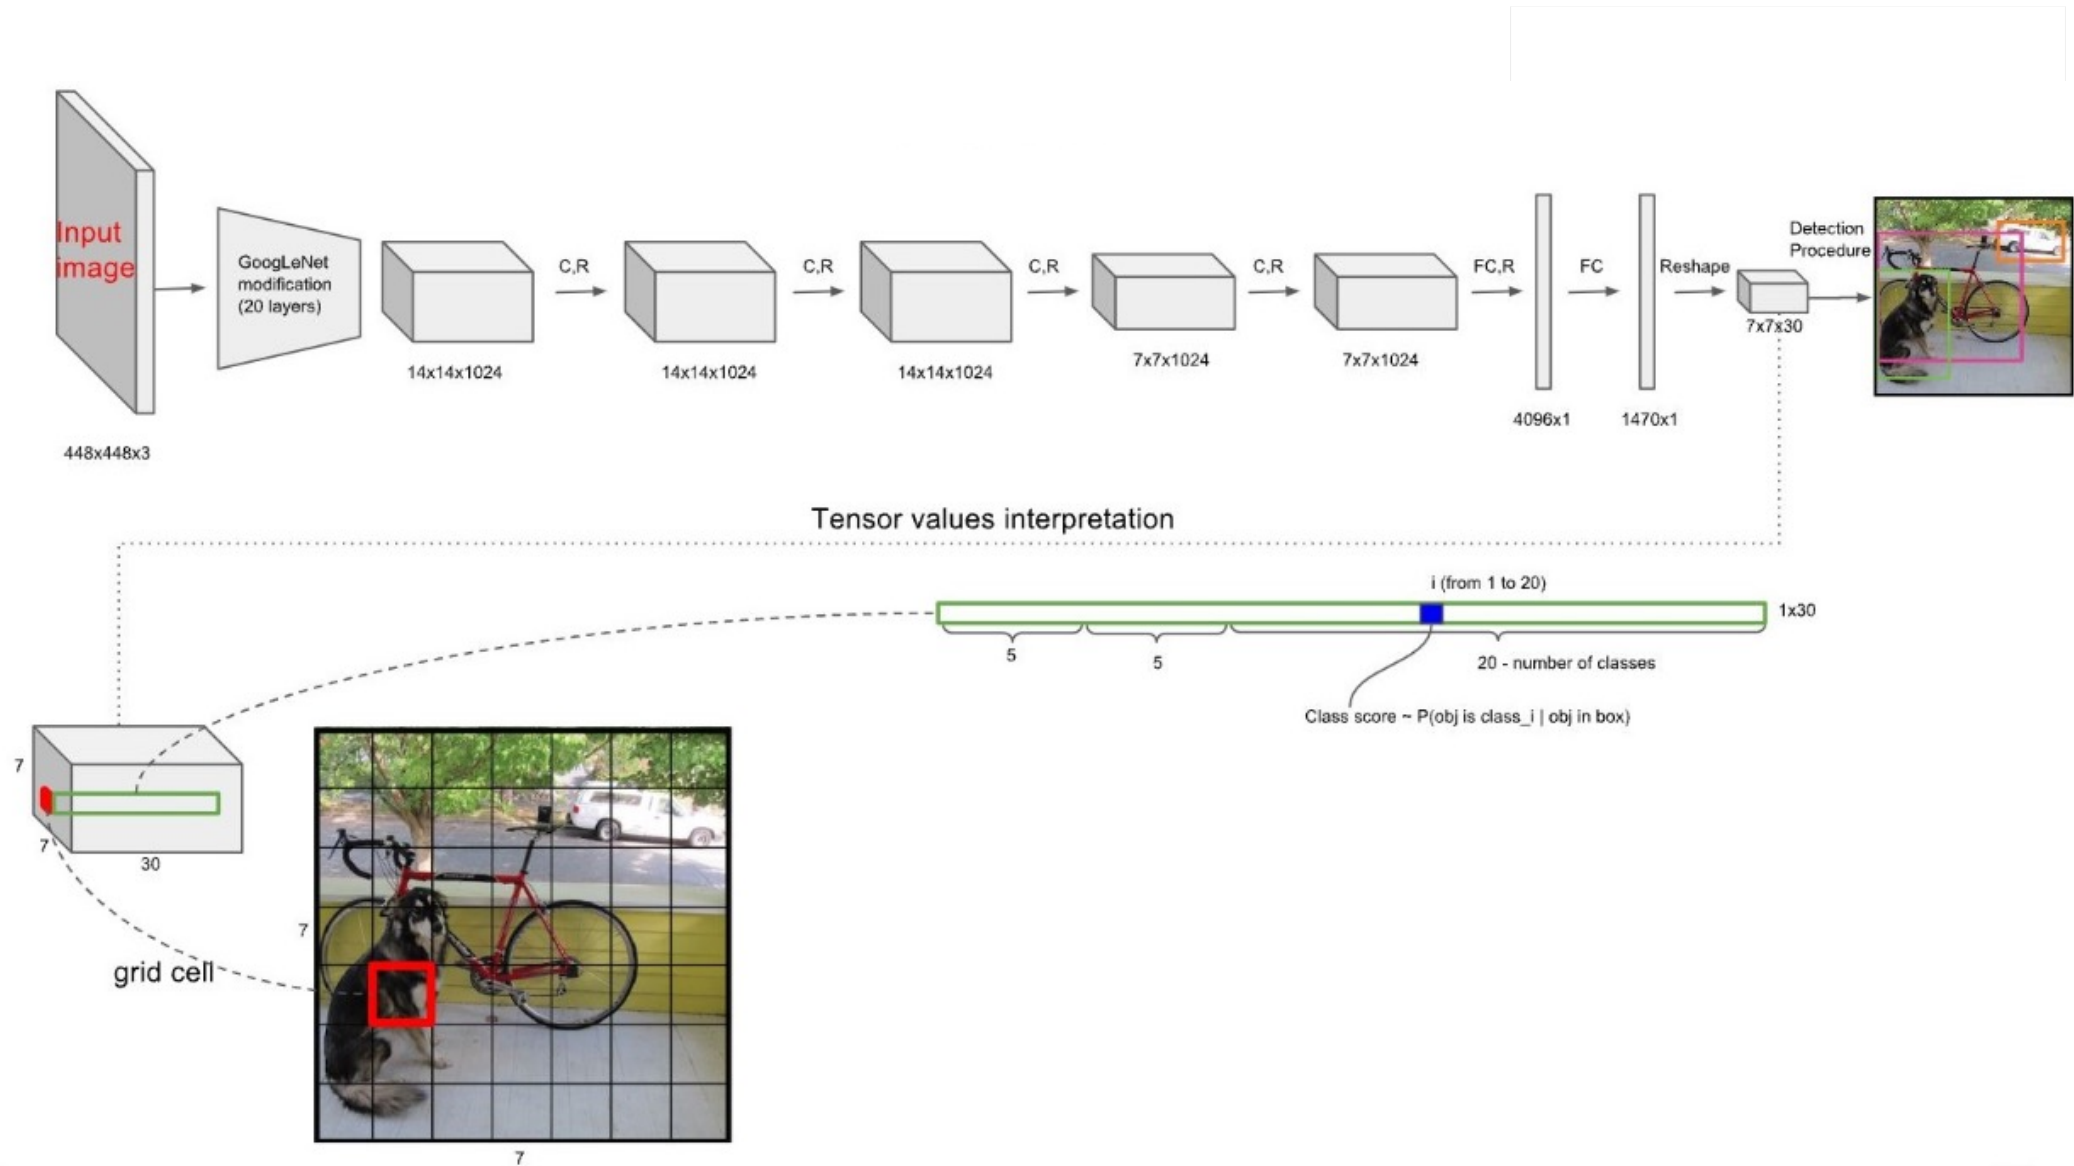 Input
image
448x448x3
GoogLeNet
modification
(20 layers)
14x14x1024
C,R
14x14x1024
C,R
14x14x1024
C,R
7x7x1024
C,R
7x7x1024
FC,R
4096x1
FC
1470x1
Reshape
7x7x30
Detection
Procedure
Tensor values interpretation
i (from 1 to 20)
1x30
5
5
20 - number of classes
Class score ~ P(obj is class_i | obj in box)
7
7
30
grid cell
7
7